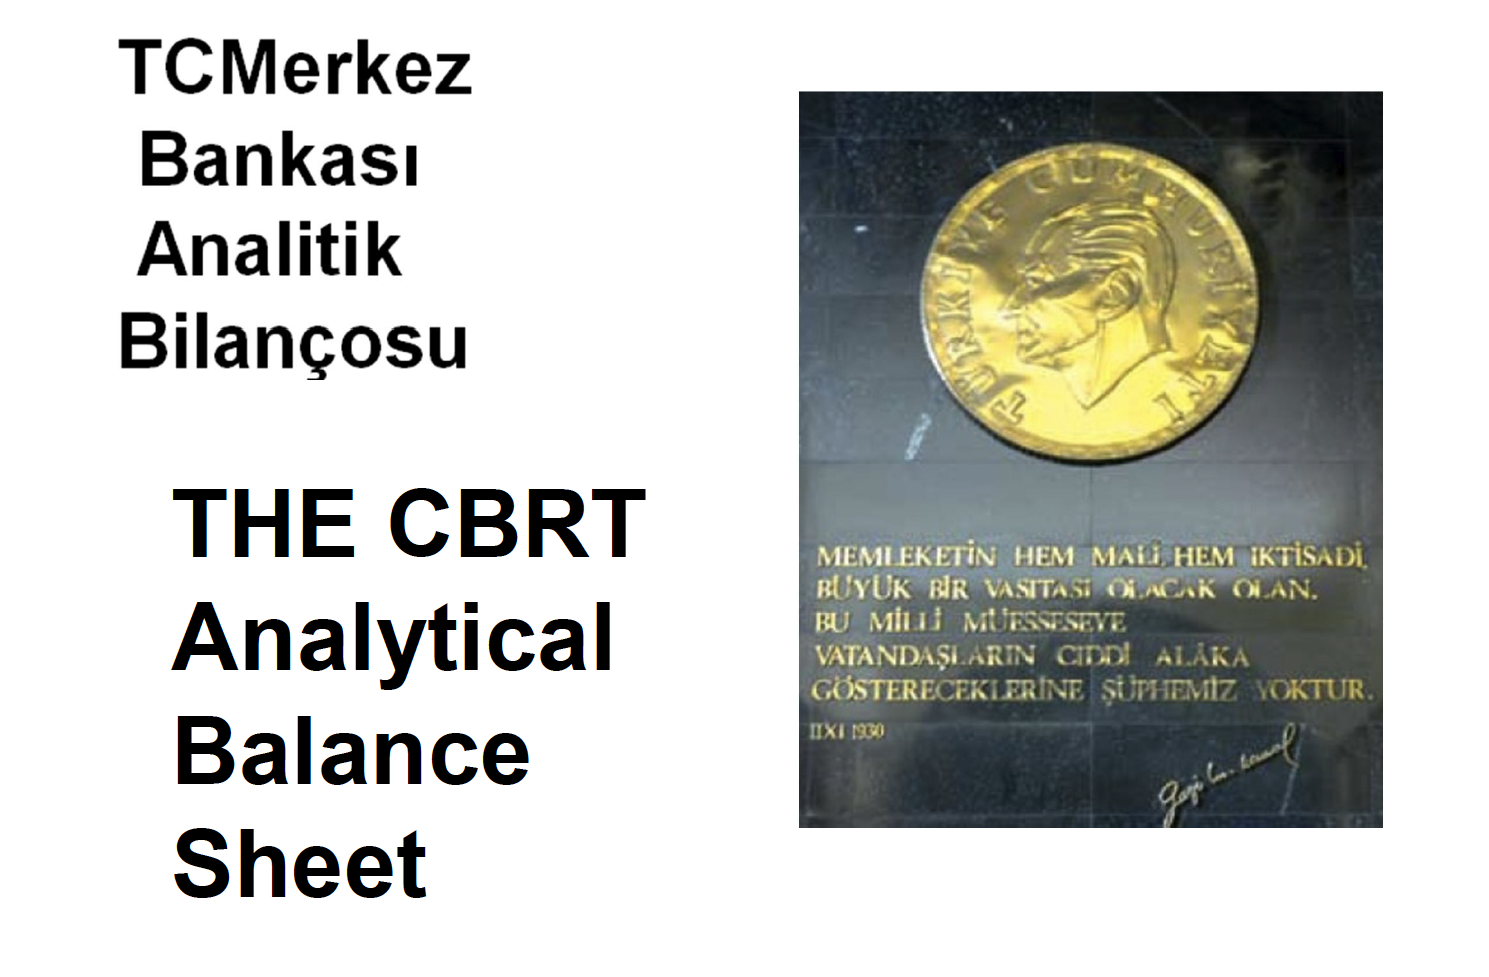 TCMerkez
Bankası
Analitik
Bilançosu
THE CBRT
Analytical
Balance
Sheet
TÜRKİYE CUMHURİYETİ
MEMLEKETİN HEM MALİ, HEM İKTİSADİ,
BÜYÜK BİR VASITASI OLACAK OLAN,
BU MİLLİ MÜESSESEYE
VATANDAŞLARIN CİDDİ ALÂKA
GÖSTERECEKLERİNE ŞÜPHEMİZ YOKTUR.
1930